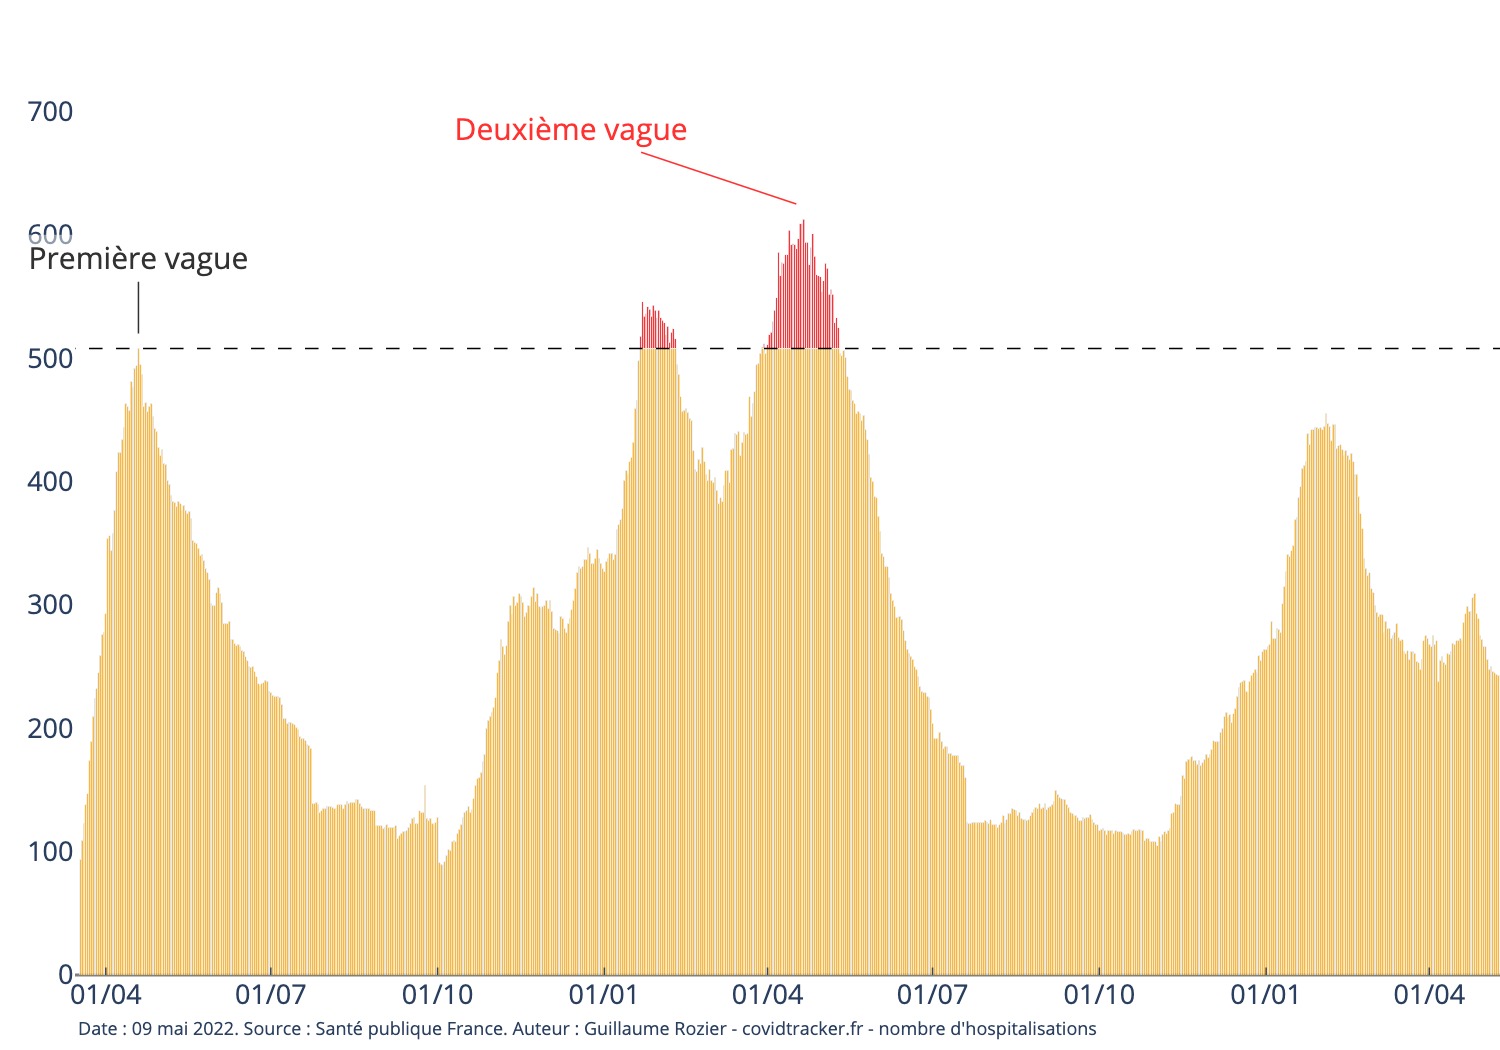 700
Deuxième vague
600
Première vague
500
400
300
200
100
0
01/04 01/07 01/10 01/01 01/04 01/07 01/10 01/01 01/04
Date : 09 mai 2022. Source : Santé publique France. Auteur : Guillaume Rozier - covidtracker.fr - nombre d'hospitalisations